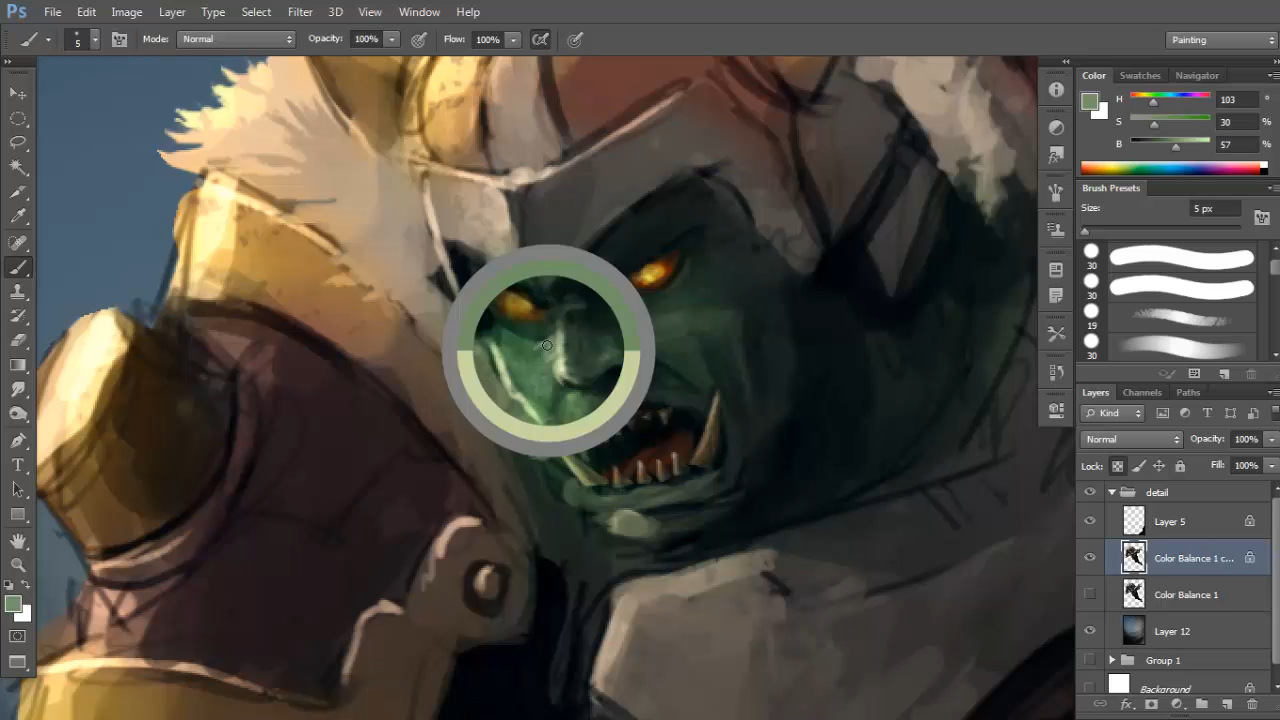 Ps File Edit Image Layer Type Select Filter 3D View Window Help
5 Mode: Normal Opacity: 100% Flow: 100% Painting
Color Swatches Navigator
H 103 °
S 30 %
B 57 %
Brush Presets
Size: 5 px
30
30
19
30
Layers Channels Paths
Kind
Normal Opacity: 100%
Lock: Fill: 100%
detail
Layer 5
Color Balance 1 c...
Color Balance 1
Layer 12
Group 1
Background